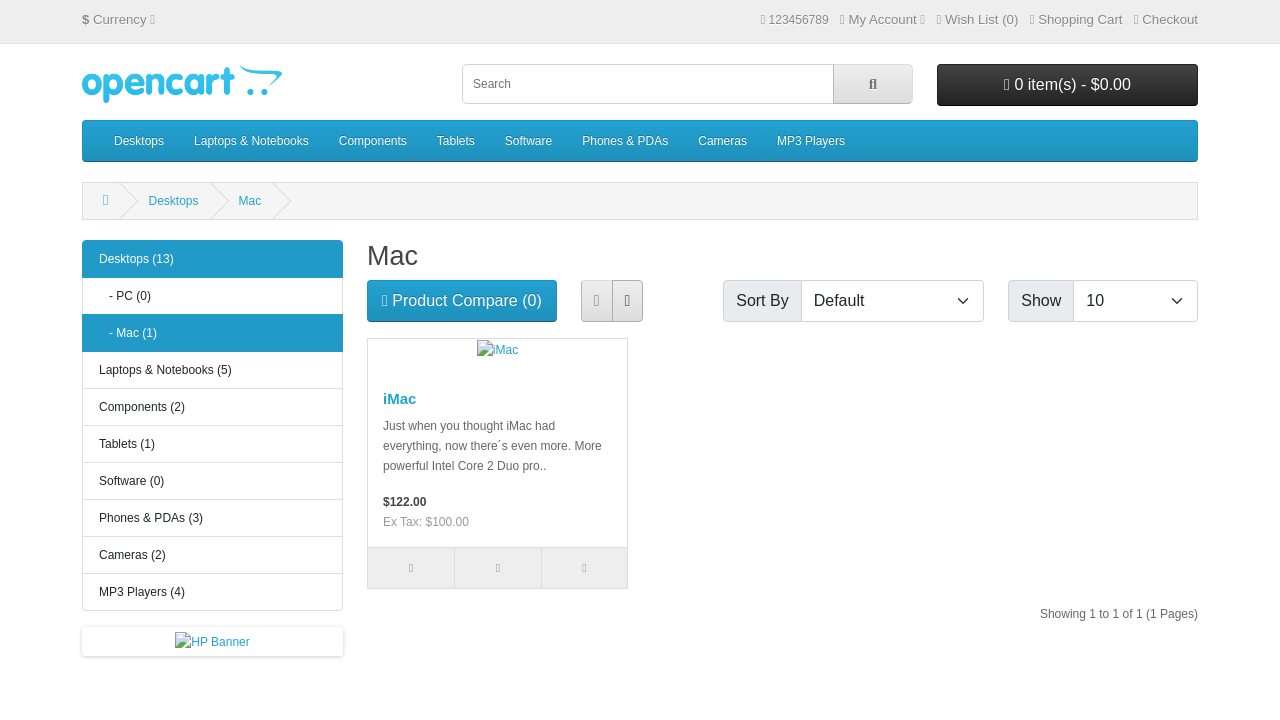 $ Currency
123456789 My Account Wish List (0) Shopping Cart Checkout
opencart
Search
0 item(s) - $0.00
Desktops Laptops & Notebooks Components Tablets Software Phones & PDAs Cameras MP3 Players
Desktops Mac
Desktops (13)
- PC (0)
- Mac (1)
Laptops & Notebooks (5)
Components (2)
Tablets (1)
Software (0)
Phones & PDAs (3)
Cameras (2)
MP3 Players (4)
HP Banner
Mac
Product Compare (0) Sort By Default Show 10
iMac
iMac
Just when you thought iMac had
everything, now there´s even more. More
powerful Intel Core 2 Duo pro..
$122.00
Ex Tax: $100.00
Showing 1 to 1 of 1 (1 Pages)